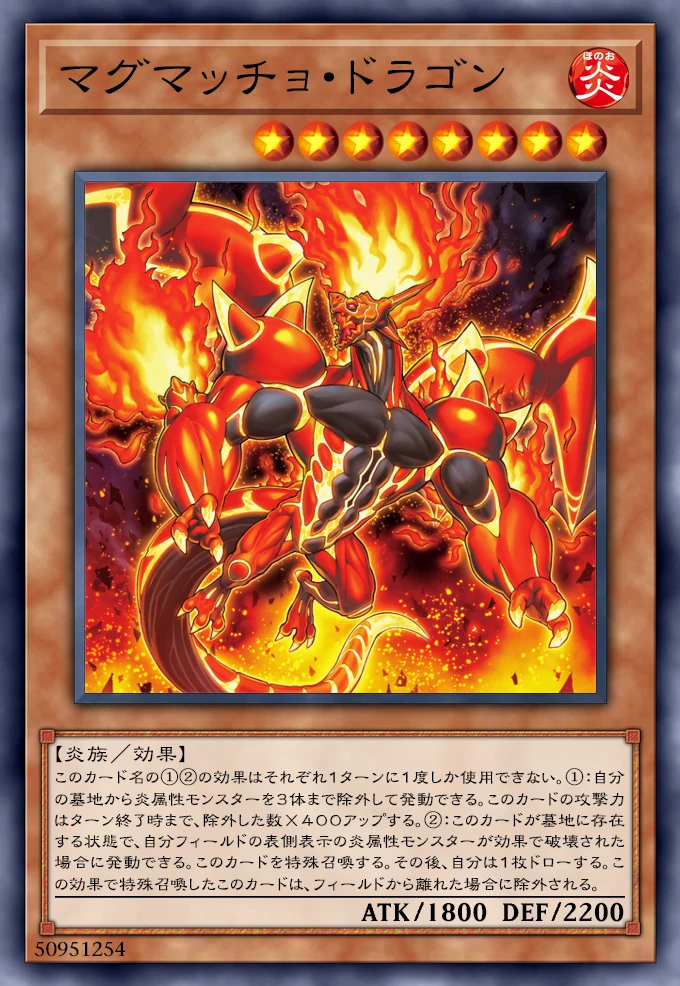 マグマッチョ・ドラゴン
ほのお
炎
【炎族／効果】
このカード名の①②の効果はそれぞれ１ターンに１度しか使用できない。①：自分
の墓地から炎属性モンスターを３体まで除外して発動できる。このカードの攻撃力
はターン終了時まで、除外した数×４００アップする。②：このカードが墓地に存在
する状態で、自分フィールドの表側表示の炎属性モンスターが効果で破壊された
場合に発動できる。このカードを特殊召喚する。その後、自分は１枚ドローする。こ
の効果で特殊召喚したこのカードは、フィールドから離れた場合に除外される。
ATK/1800 DEF/2200
50951254